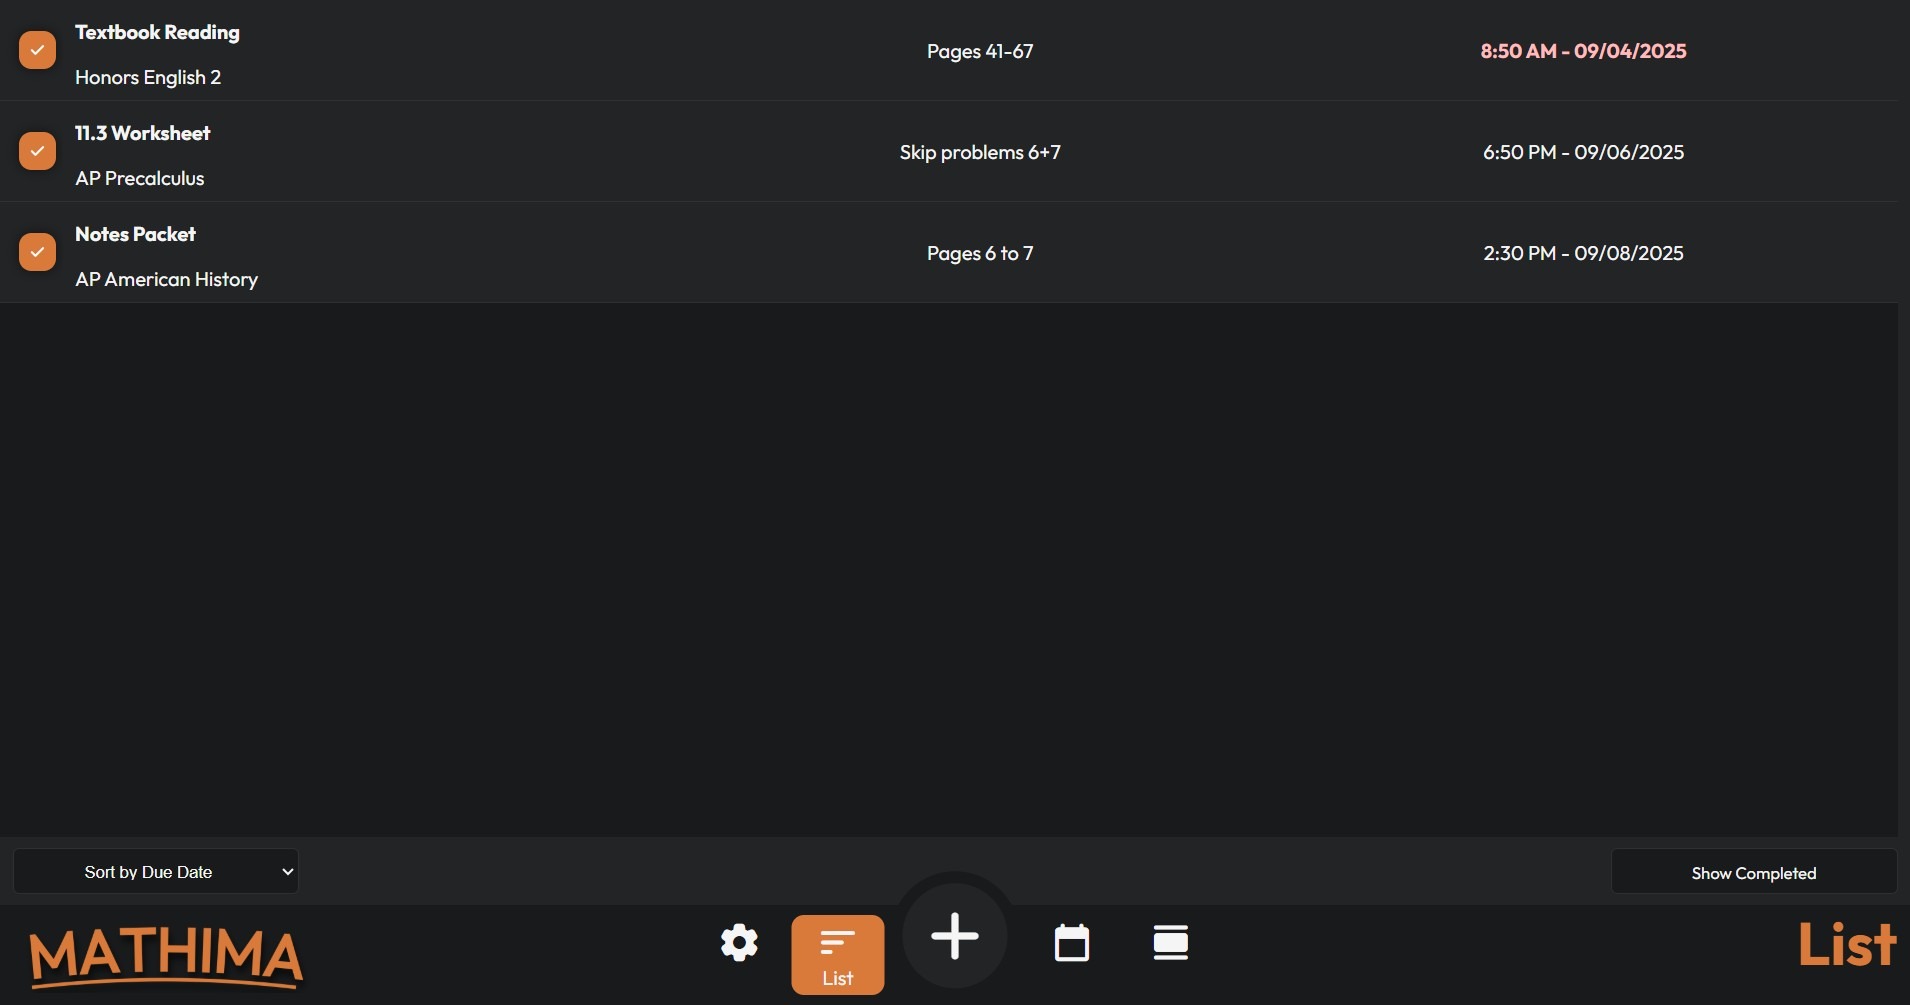 Textbook Reading
Honors English 2
Pages 41-67
8:50 AM - 09/04/2025
11.3 Worksheet
AP Precalculus
Skip problems 6+7
6:50 PM - 09/06/2025
Notes Packet
AP American History
Pages 6 to 7
2:30 PM - 09/08/2025
Sort by Due Date
Show Completed
MATHIMA
List
List